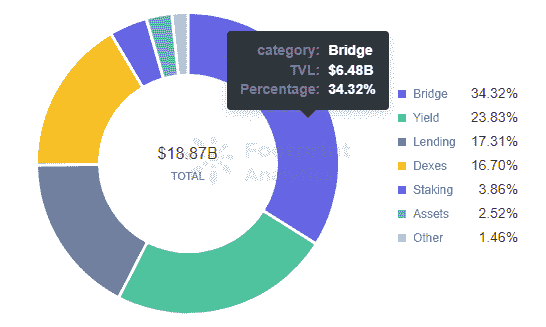 category: Bridge
TVL: $6.48B
Percentage: 34.32%
$18.87B
TOTAL
Footprint
Analytics
Bridge 34.32%
Yield 23.83%
Lending 17.31%
Dexes 16.70%
Staking 3.86%
Assets 2.52%
Other 1.46%